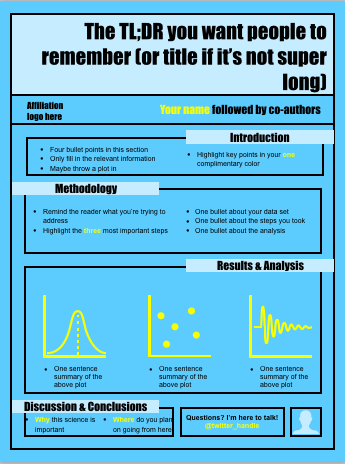 The TL;DR you want people to
remember (or title if it's not super
long)
Affiliation
logo here
Your name followed by co-authors
Introduction
• Four bullet points in this section
• Only fill in the relevant information
• Maybe throw a plot in
• Highlight key points in your one
complimentary color
Methodology
• Remind the reader what you're trying to
address
• Highlight the three most important steps
• One bullet about your data set
• One bullet about the steps you took
• One bullet about the analysis
Results & Analysis
• One sentence
summary of the
above plot
• One sentence
summary of the
above plot
• One sentence
summary of the
above plot
Discussion & Conclusions
• Why this science is
important
• Where do you plan
on going from here
Questions? I'm here to talk!
@twitter_handle